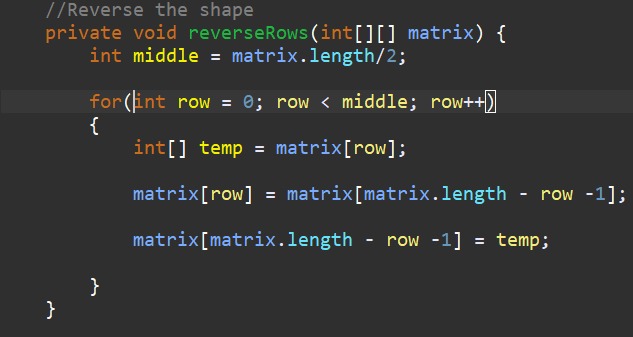 //Reverse the shape
private void reverseRows(int[][] matrix) {
int middle = matrix.length/2;
for(int row = 0; row < middle; row++)
{
int[] temp = matrix[row];
matrix[row] = matrix[matrix.length - row -1];
matrix[matrix.length - row -1] = temp;
}
}